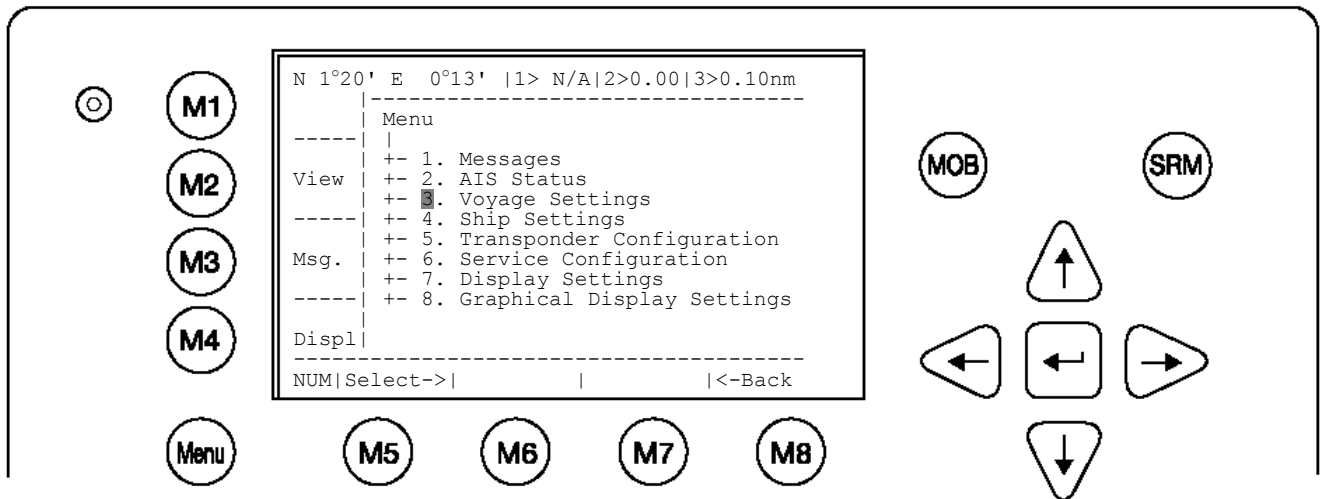 N 1°20' E  0°13' |1> N/A|2>0.00|3>0.10nm
|----------------------------------
M1
| Menu
-----| |
| +- 1. Messages
MOB
SRM
M2
View | +- 2. AIS Status
| +- 3. Voyage Settings
-----| +- 4. Ship Settings
| +- 5. Transponder Configuration
M3
Msg. | +- 6. Service Configuration
| +- 7. Display Settings
-----| +- 8. Graphical Display Settings
|
M4
Displ|
----------------------------------------
NUM|Select->|         |         |<-Back
Menu
M5
M6
M7
M8